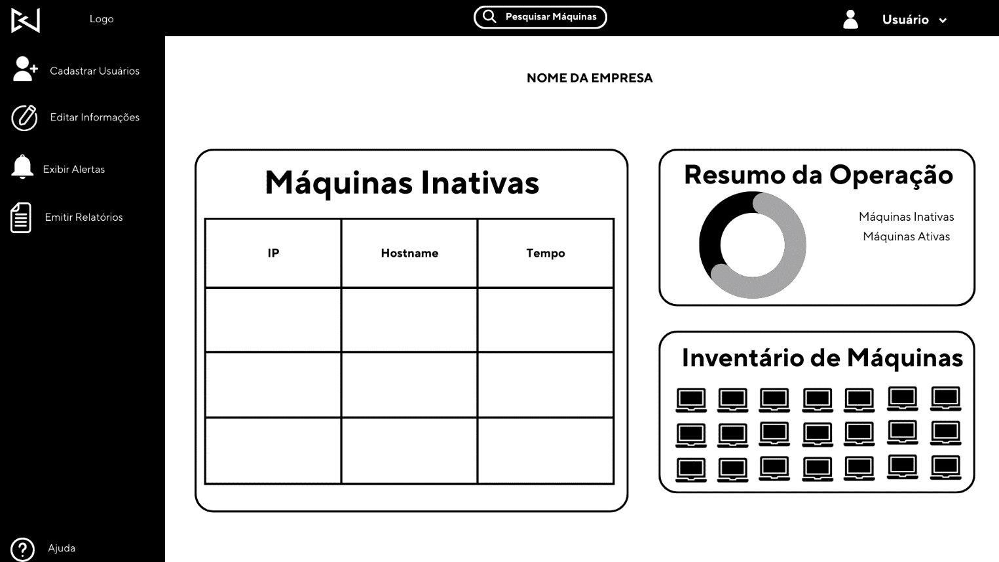 Logo
Pesquisar Máquinas
Usuário
Cadastrar Usuários
Editar Informações
Exibir Alertas
Emitir Relatórios
Ajuda
NOME DA EMPRESA
Máquinas Inativas
IP
Hostname
Tempo
Resumo da Operação
Máquinas Inativas
Máquinas Ativas
Inventário de Máquinas